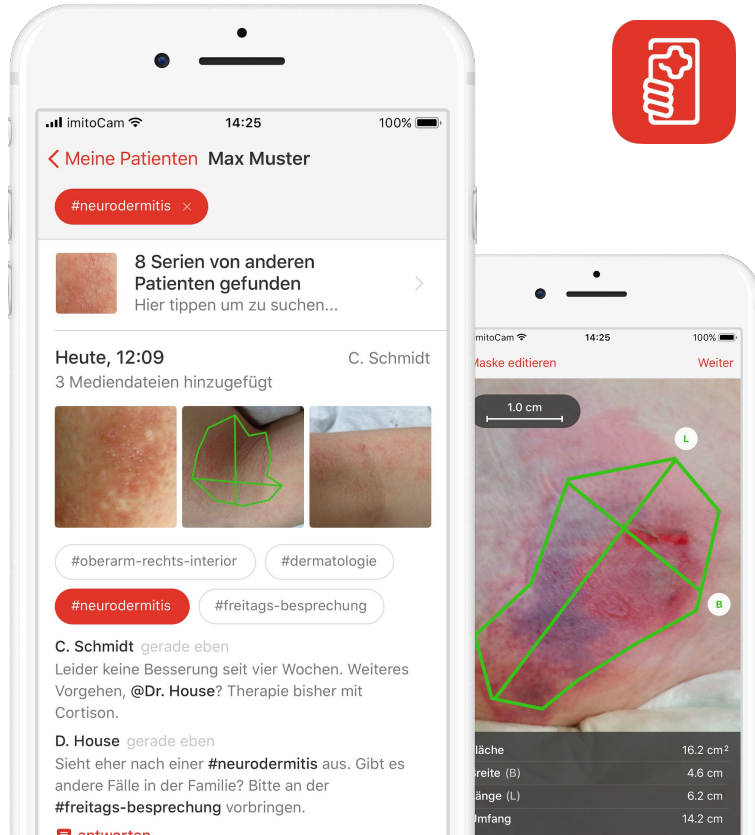 imitoCam 14:25 100%
Meine Patienten Max Muster
#neurodermitis ×
8 Serien von anderen
Patienten gefunden
Hier tippen um zu suchen...
Heute, 12:09 C. Schmidt
3 Mediendateien hinzugefügt
#oberarm-rechts-interior #dermatologie
#neurodermitis #freitags-besprechung
C. Schmidt gerade eben
Leider keine Besserung seit vier Wochen. Weiteres
Vorgehen, @Dr. House? Therapie bisher mit
Cortison.
D. House gerade eben
Sieht eher nach einer #neurodermitis aus. Gibt es
andere Fälle in der Familie? Bitte an der
#freitags-besprechung vorbringen.
antworten
mitoCam 14:25 100%
Maske editieren Weiter
1.0 cm
L
B
läche 16.2 cm²
Breite (B) 4.6 cm
änge (L) 6.2 cm
Umfang 14.2 cm